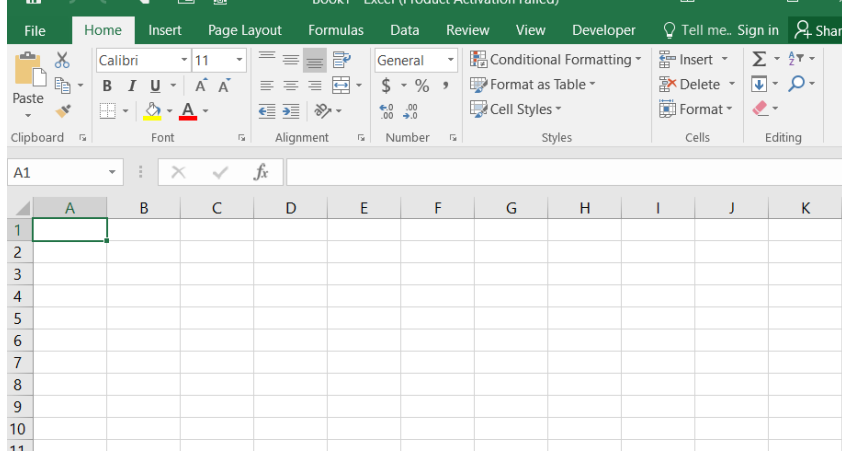 Book1 - Excel (Product Activation Failed)
File Home Insert Page Layout Formulas Data Review View Developer Tell me.. Sign in Shar
Calibri 11 General Conditional Formatting Insert Σ
Paste B I U A A $ % , Format as Table Delete
A .00 .00 Cell Styles Format
Clipboard Font Alignment Number Styles Cells Editing
A1 fx
A B C D E F G H I J K
1
2
3
4
5
6
7
8
9
10
11